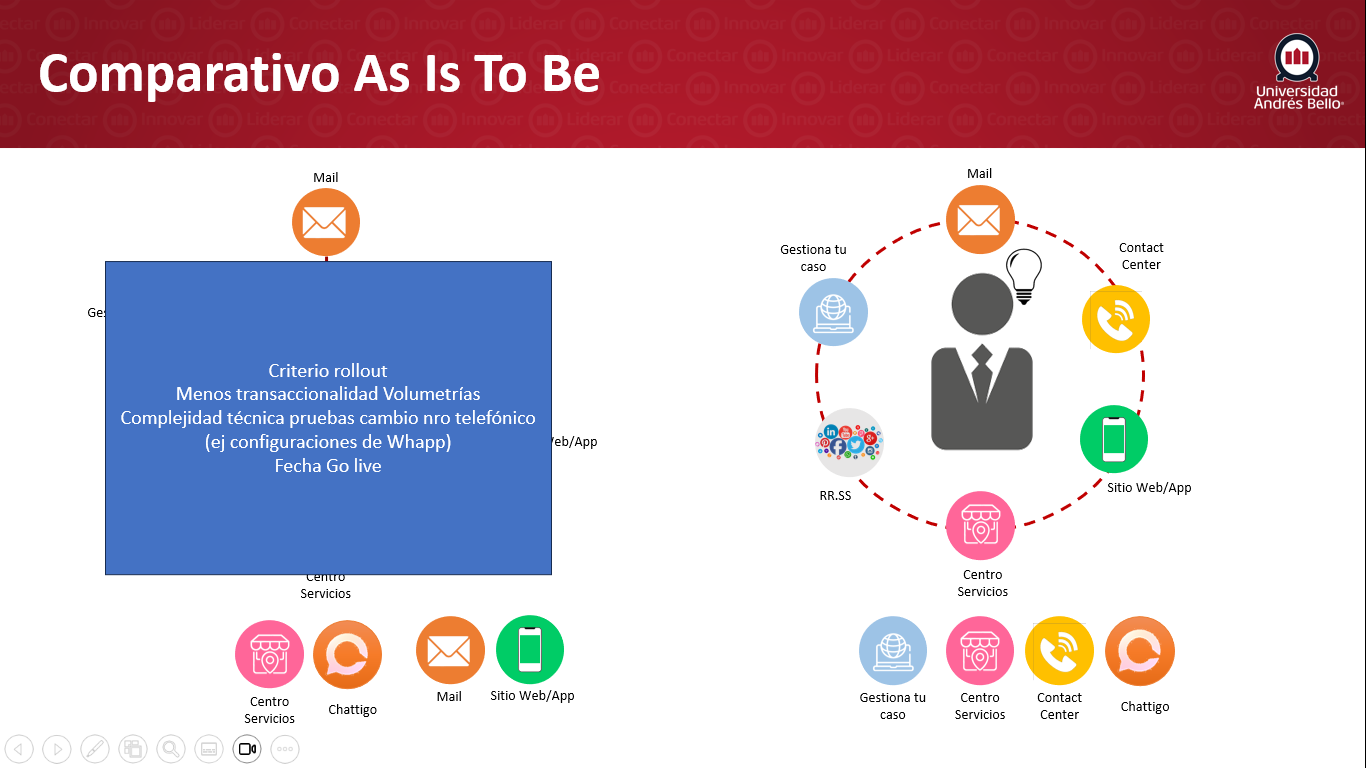 Comparativo As Is To Be
Universidad
Andrés Bello
Mail
Ges
Criterio rollout
Menos transaccionalidad Volumetrías
Complejidad técnica pruebas cambio nro telefónico
(ej configuraciones de Whapp)
Fecha Go live
Web/App
Centro
Servicios
Centro
Servicios
Chattigo
Mail
Sitio Web/App
Mail
Gestiona tu
caso
Contact
Center
RR.SS
Sitio Web/App
Centro
Servicios
Gestiona tu
caso
Centro
Servicios
Contact
Center
Chattigo